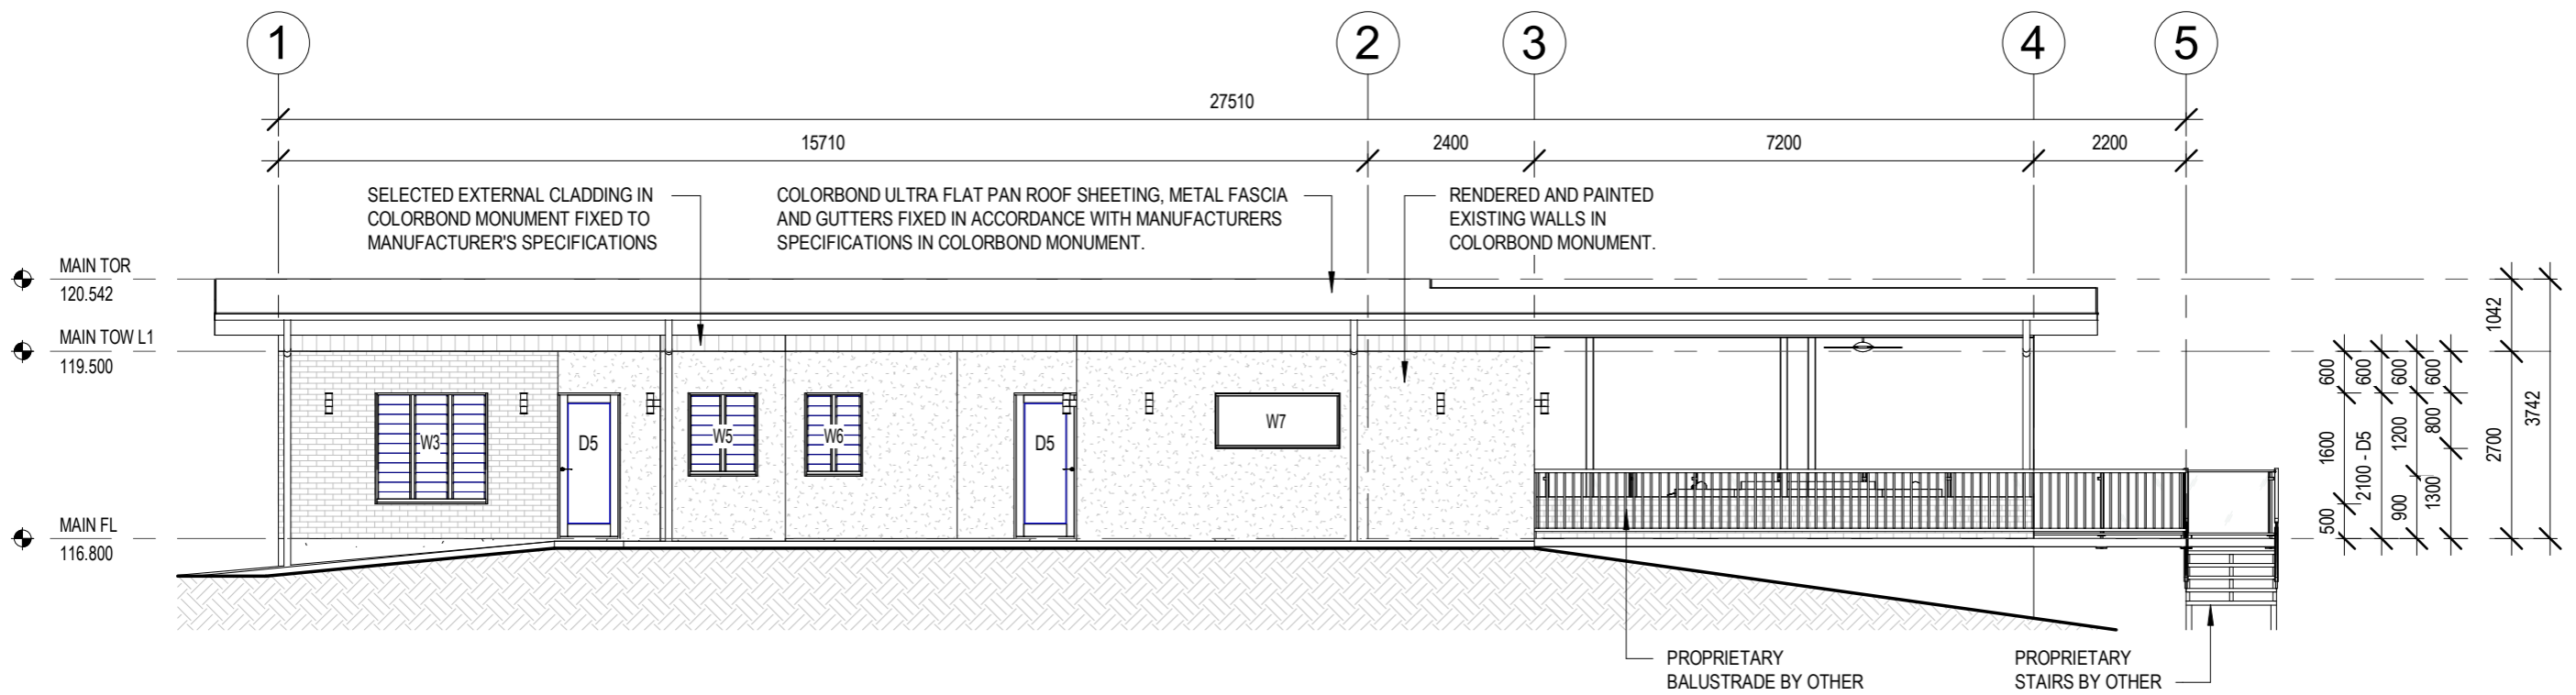 1
2
3
4
5
27510
15710
2400
7200
2200
SELECTED EXTERNAL CLADDING IN
COLORBOND MONUMENT FIXED TO
MANUFACTURER'S SPECIFICATIONS
COLORBOND ULTRA FLAT PAN ROOF SHEETING, METAL FASCIA
AND GUTTERS FIXED IN ACCORDANCE WITH MANUFACTURERS
SPECIFICATIONS IN COLORBOND MONUMENT.
RENDERED AND PAINTED
EXISTING WALLS IN
COLORBOND MONUMENT.
MAIN TOR
120.542
MAIN TOW L1
119.500
MAIN FL
116.800
W3
D5
W5
W6
D5
W7
600
1600
500
600
2100 - D5
600
1200
900
600
800
1300
1042
2700
3742
PROPRIETARY
BALUSTRADE BY OTHER
PROPRIETARY
STAIRS BY OTHER